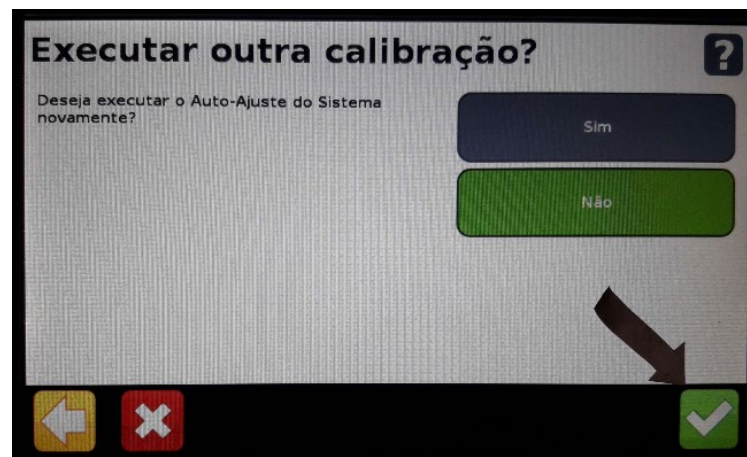 Executar outra calibração?
?
Deseja executar o Auto-Ajuste do Sistema
novamente?
Sim
Não